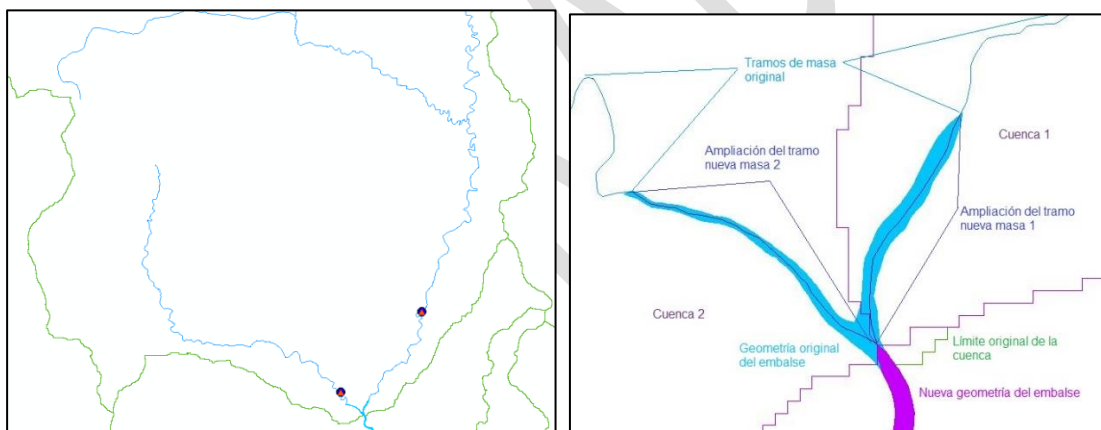 Tramos de masa
original
Cuenca 1
Ampliación del tramo
nueva masa 2
Ampliación del tramo
nueva masa 1
Cuenca 2
Geometría original
del embalse
Límite original de la
cuenca
Nueva geometría del embalse